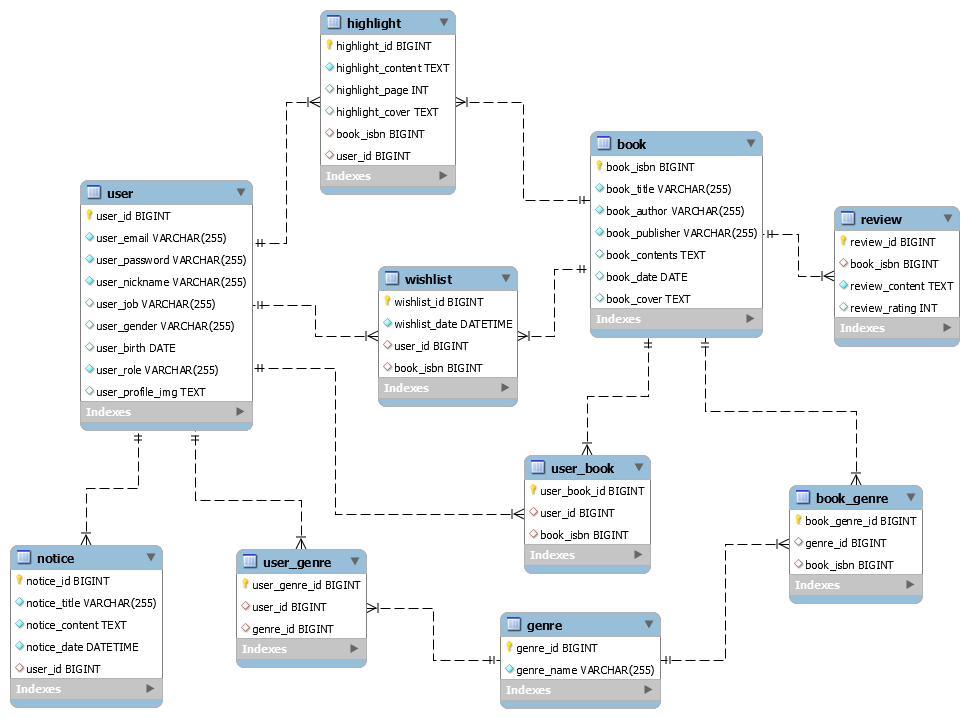 highlight
highlight_id BIGINT
highlight_content TEXT
highlight_page INT
highlight_cover TEXT
book_isbn BIGINT
user_id BIGINT
Indexes
book
book_isbn BIGINT
book_title VARCHAR(255)
book_author VARCHAR(255)
book_publisher VARCHAR(255)
book_contents TEXT
book_date DATE
book_cover TEXT
Indexes
user
user_id BIGINT
user_email VARCHAR(255)
user_password VARCHAR(255)
user_nickname VARCHAR(255)
user_job VARCHAR(255)
user_gender VARCHAR(255)
user_birth DATE
user_role VARCHAR(255)
user_profile_img TEXT
Indexes
review
review_id BIGINT
book_isbn BIGINT
review_content TEXT
review_rating INT
Indexes
wishlist
wishlist_id BIGINT
wishlist_date DATETIME
user_id BIGINT
book_isbn BIGINT
Indexes
user_book
user_book_id BIGINT
user_id BIGINT
book_isbn BIGINT
Indexes
book_genre
book_genre_id BIGINT
genre_id BIGINT
book_isbn BIGINT
Indexes
notice
notice_id BIGINT
notice_title VARCHAR(255)
notice_content TEXT
notice_date DATETIME
user_id BIGINT
Indexes
user_genre
user_genre_id BIGINT
user_id BIGINT
genre_id BIGINT
Indexes
genre
genre_id BIGINT
genre_name VARCHAR(255)
Indexes